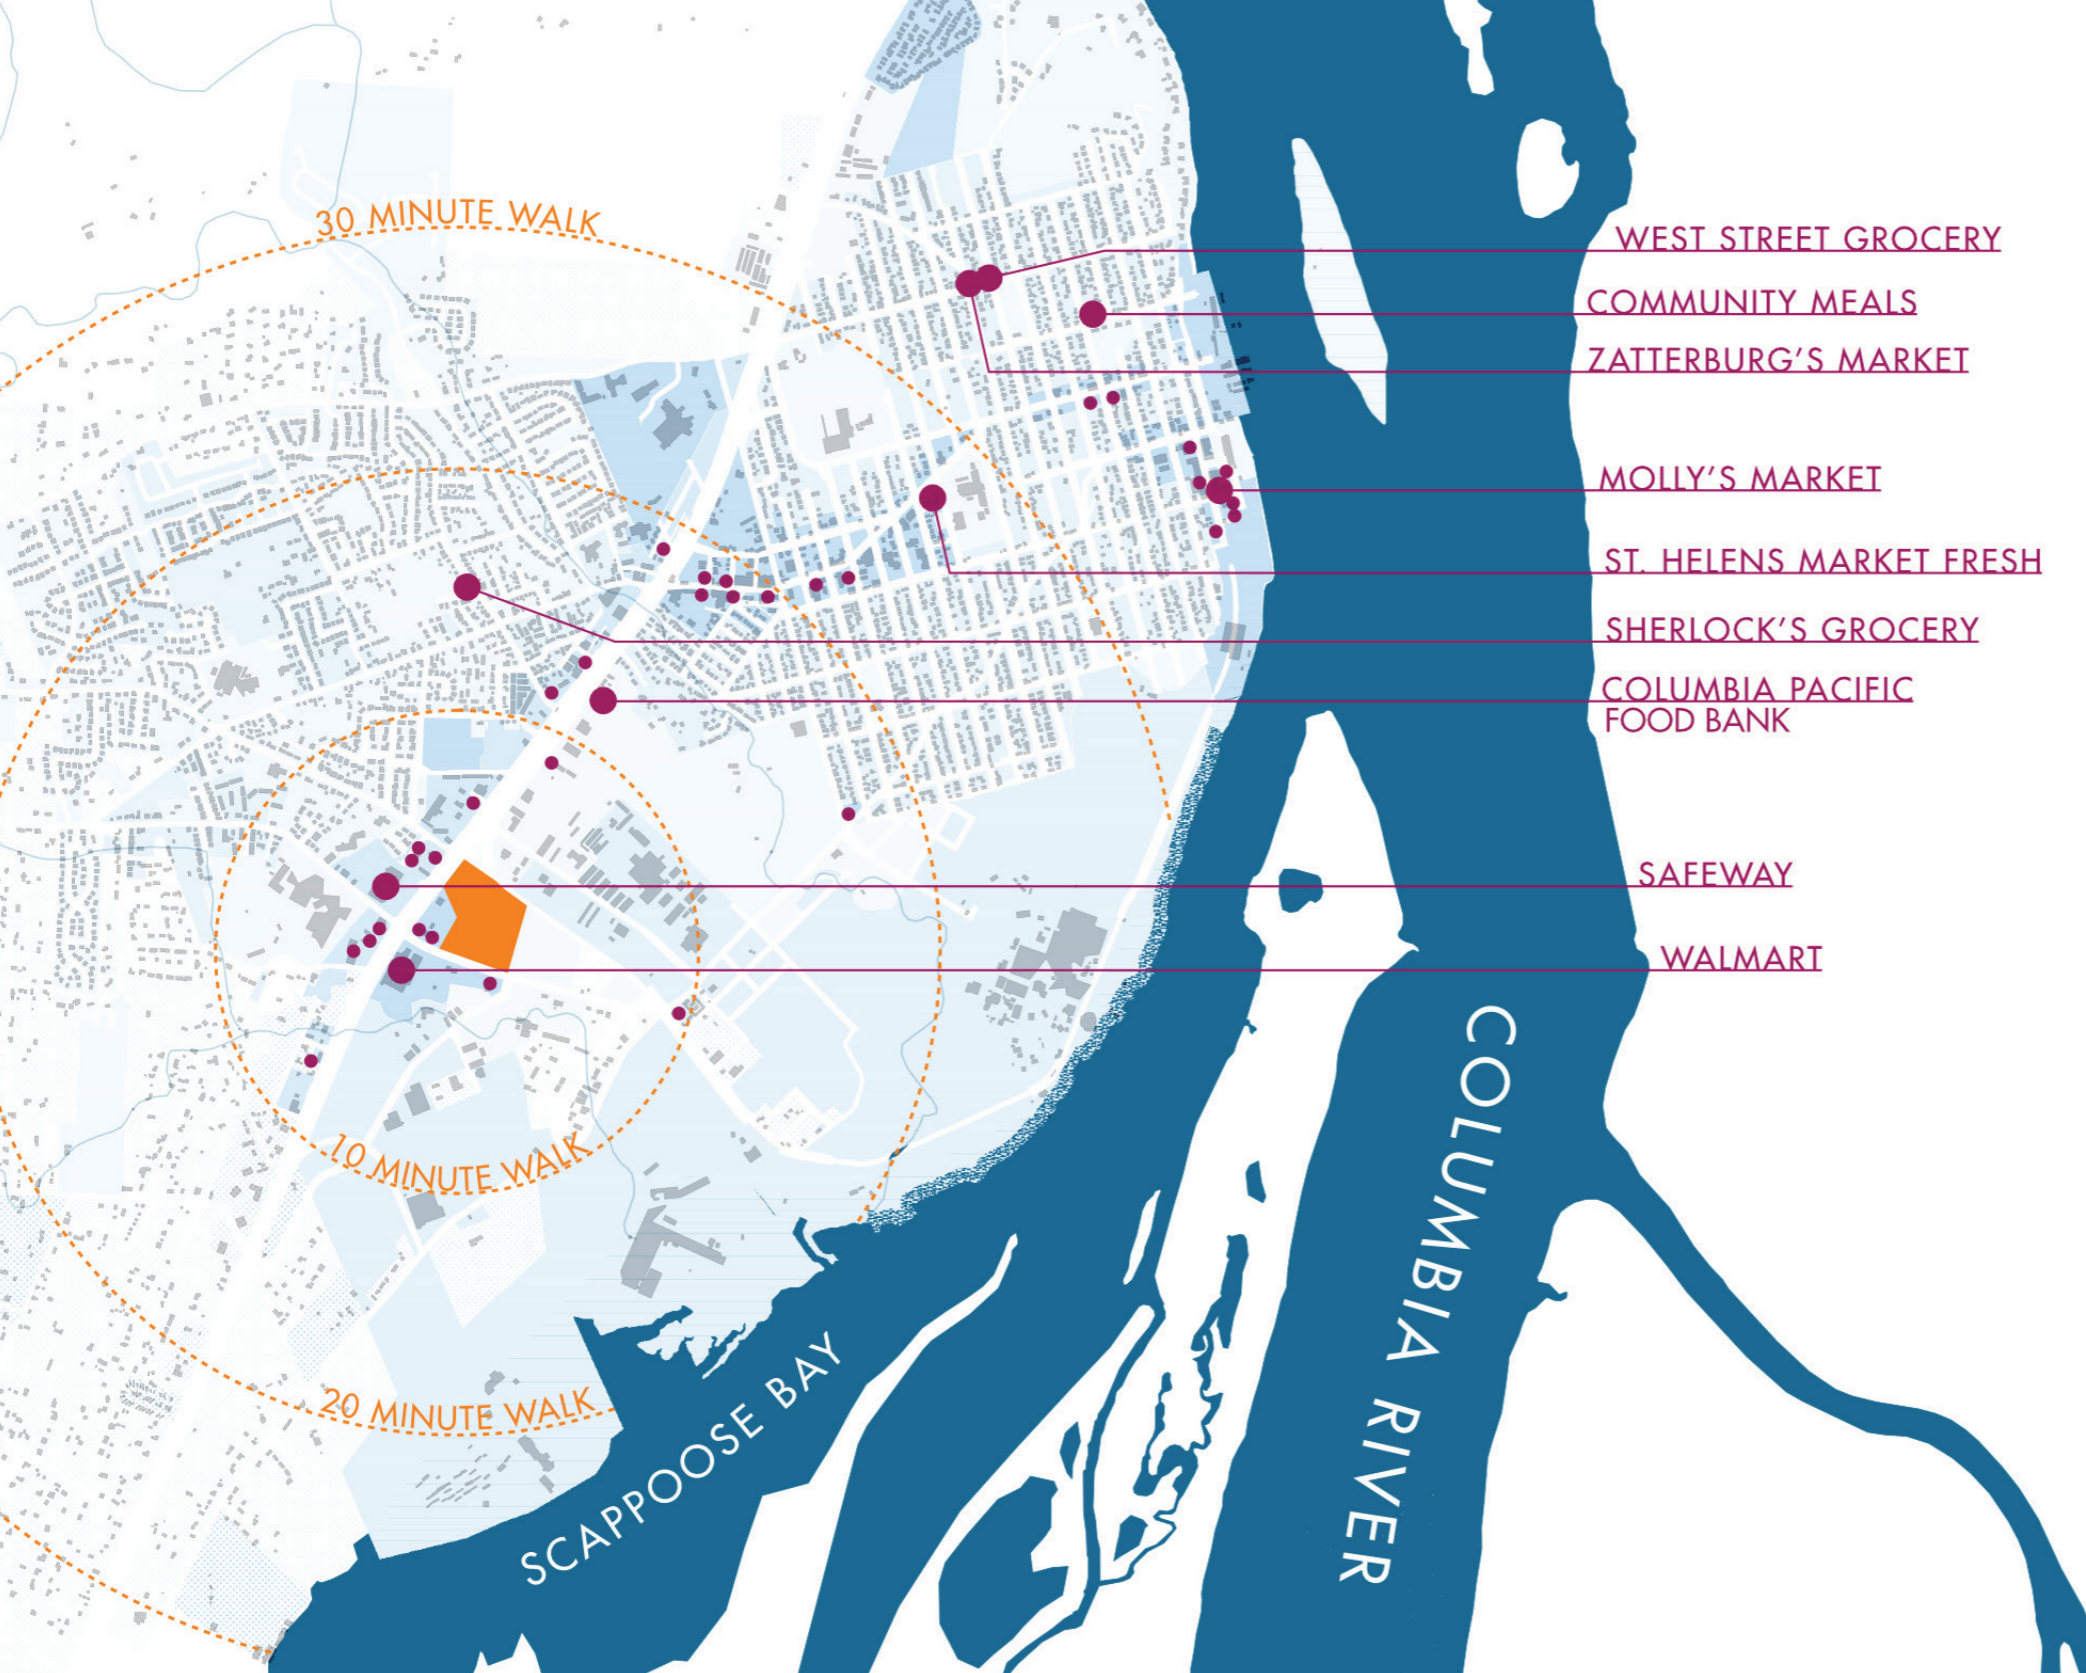 30 MINUTE WALK
WEST STREET GROCERY
COMMUNITY MEALS
ZATTERBURG'S MARKET
MOLLY'S MARKET
ST. HELENS MARKET FRESH
SHERLOCK'S GROCERY
COLUMBIA PACIFIC
FOOD BANK
SAFEWAY
WALMART
10 MINUTE WALK
20 MINUTE WALK
SCAPPOOSE BAY
COLUMBIA RIVER